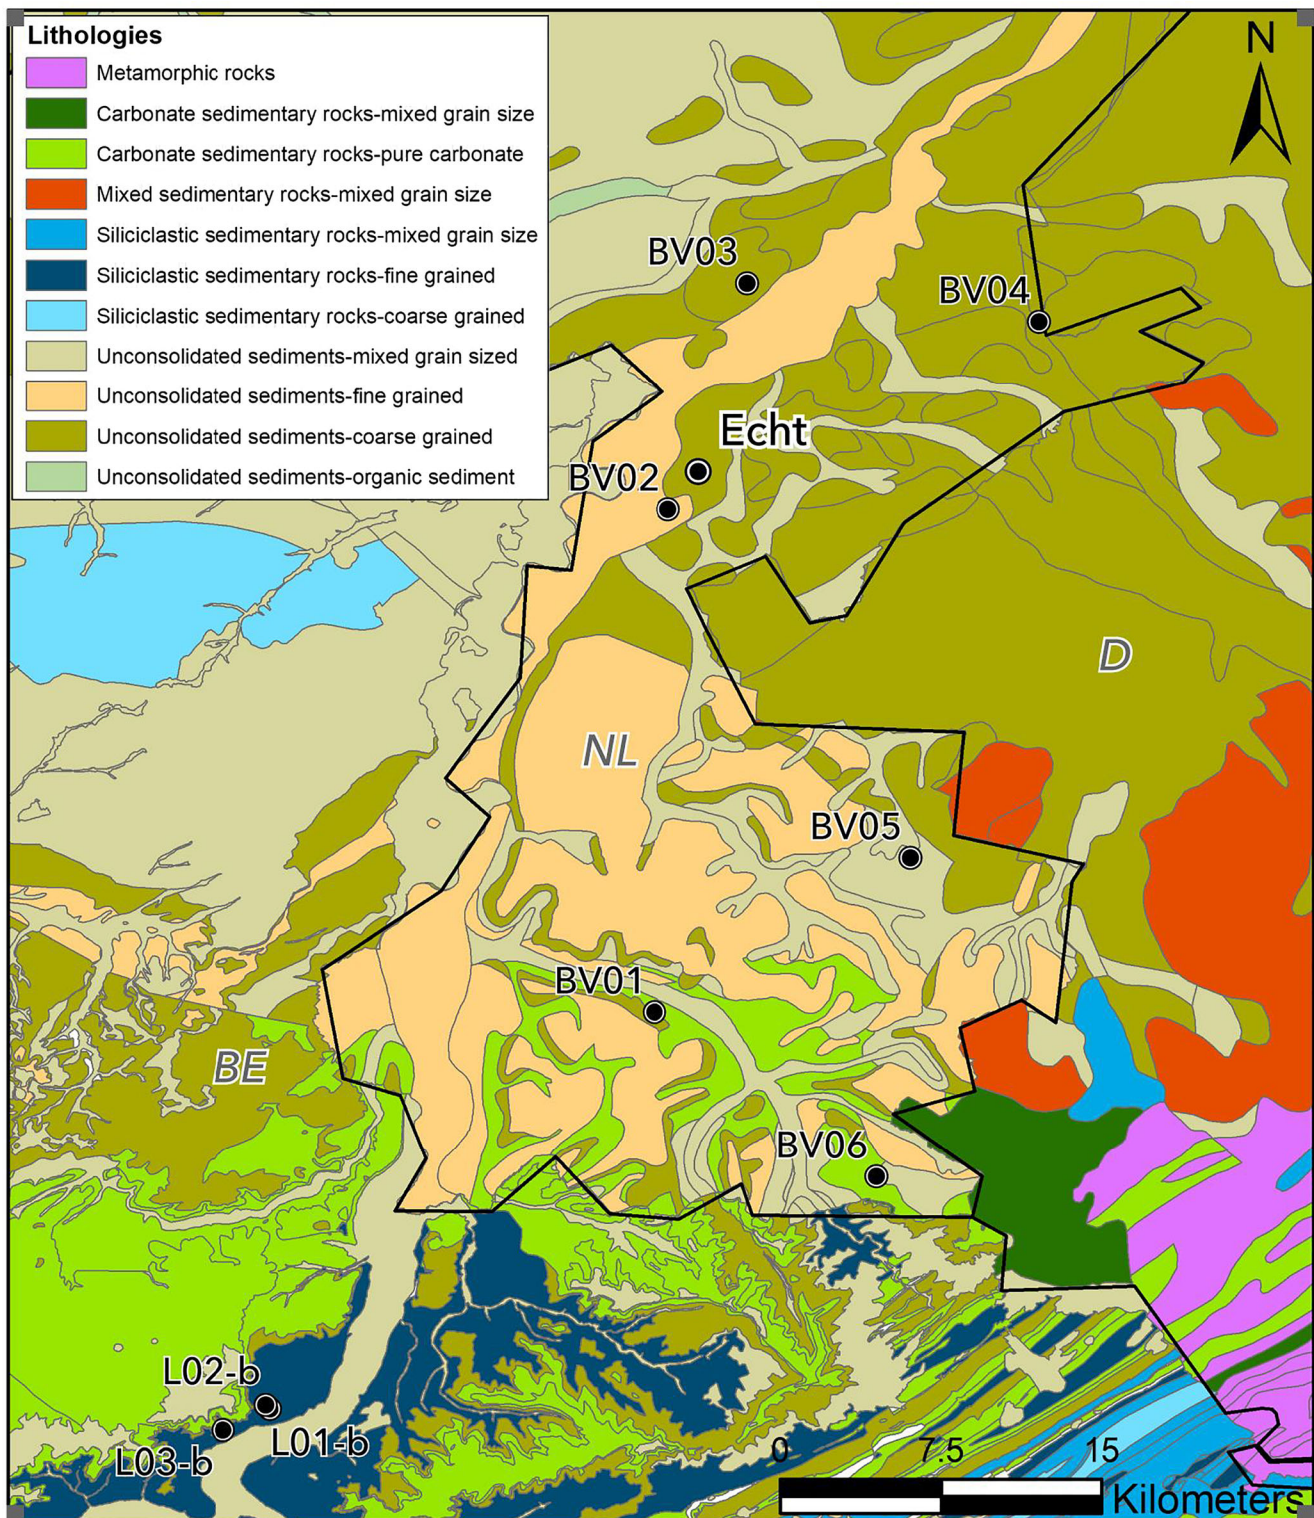 Lithologies
Metamorphic rocks
Carbonate sedimentary rocks-mixed grain size
Carbonate sedimentary rocks-pure carbonate
Mixed sedimentary rocks-mixed grain size
Siliciclastic sedimentary rocks-mixed grain size
Siliciclastic sedimentary rocks-fine grained
Siliciclastic sedimentary rocks-coarse grained
Unconsolidated sediments-mixed grain sized
Unconsolidated sediments-fine grained
Unconsolidated sediments-coarse grained
Unconsolidated sediments-organic sediment
N
BV03
BV04
Echt
BV02
D
NL
BV05
BV01
BE
BV06
L02-b
L01-b
L03-b
0 7.5 15
Kilometers